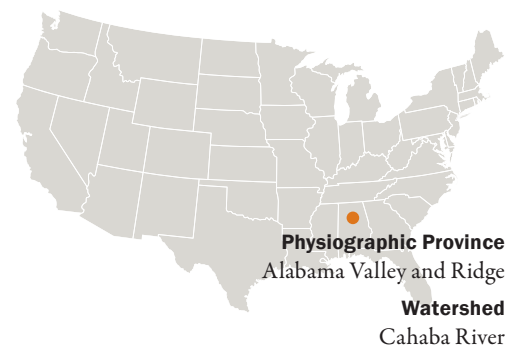 Physiographic Province
Alabama Valley and Ridge
Watershed
Cahaba River